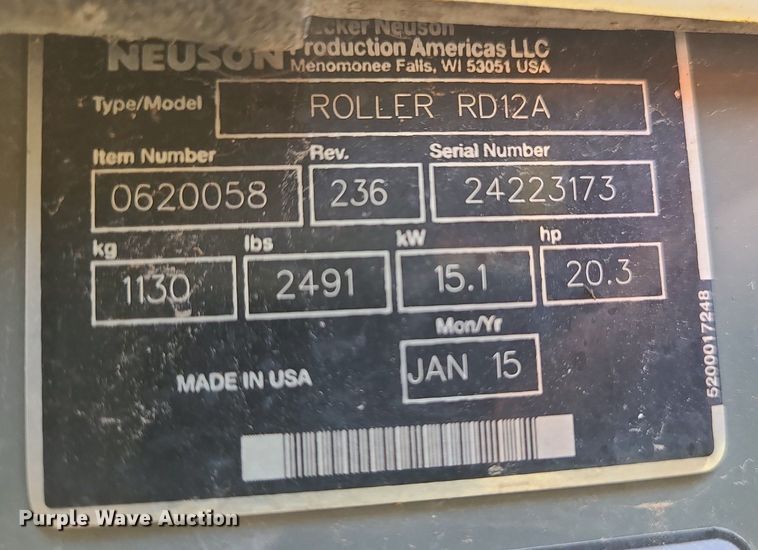 NEUSON
cker Neuson
Production Americas LLC
Menomonee Falls, WI 53051 USA
Type/Model ROLLER RD12A
Item Number Rev. Serial Number
0620058 236 24223173
kg lbs kW hp
1130 2491 15.1 20.3
Mon/Yr
MADE IN USA JAN 15
5200017248
Purple Wave Auction